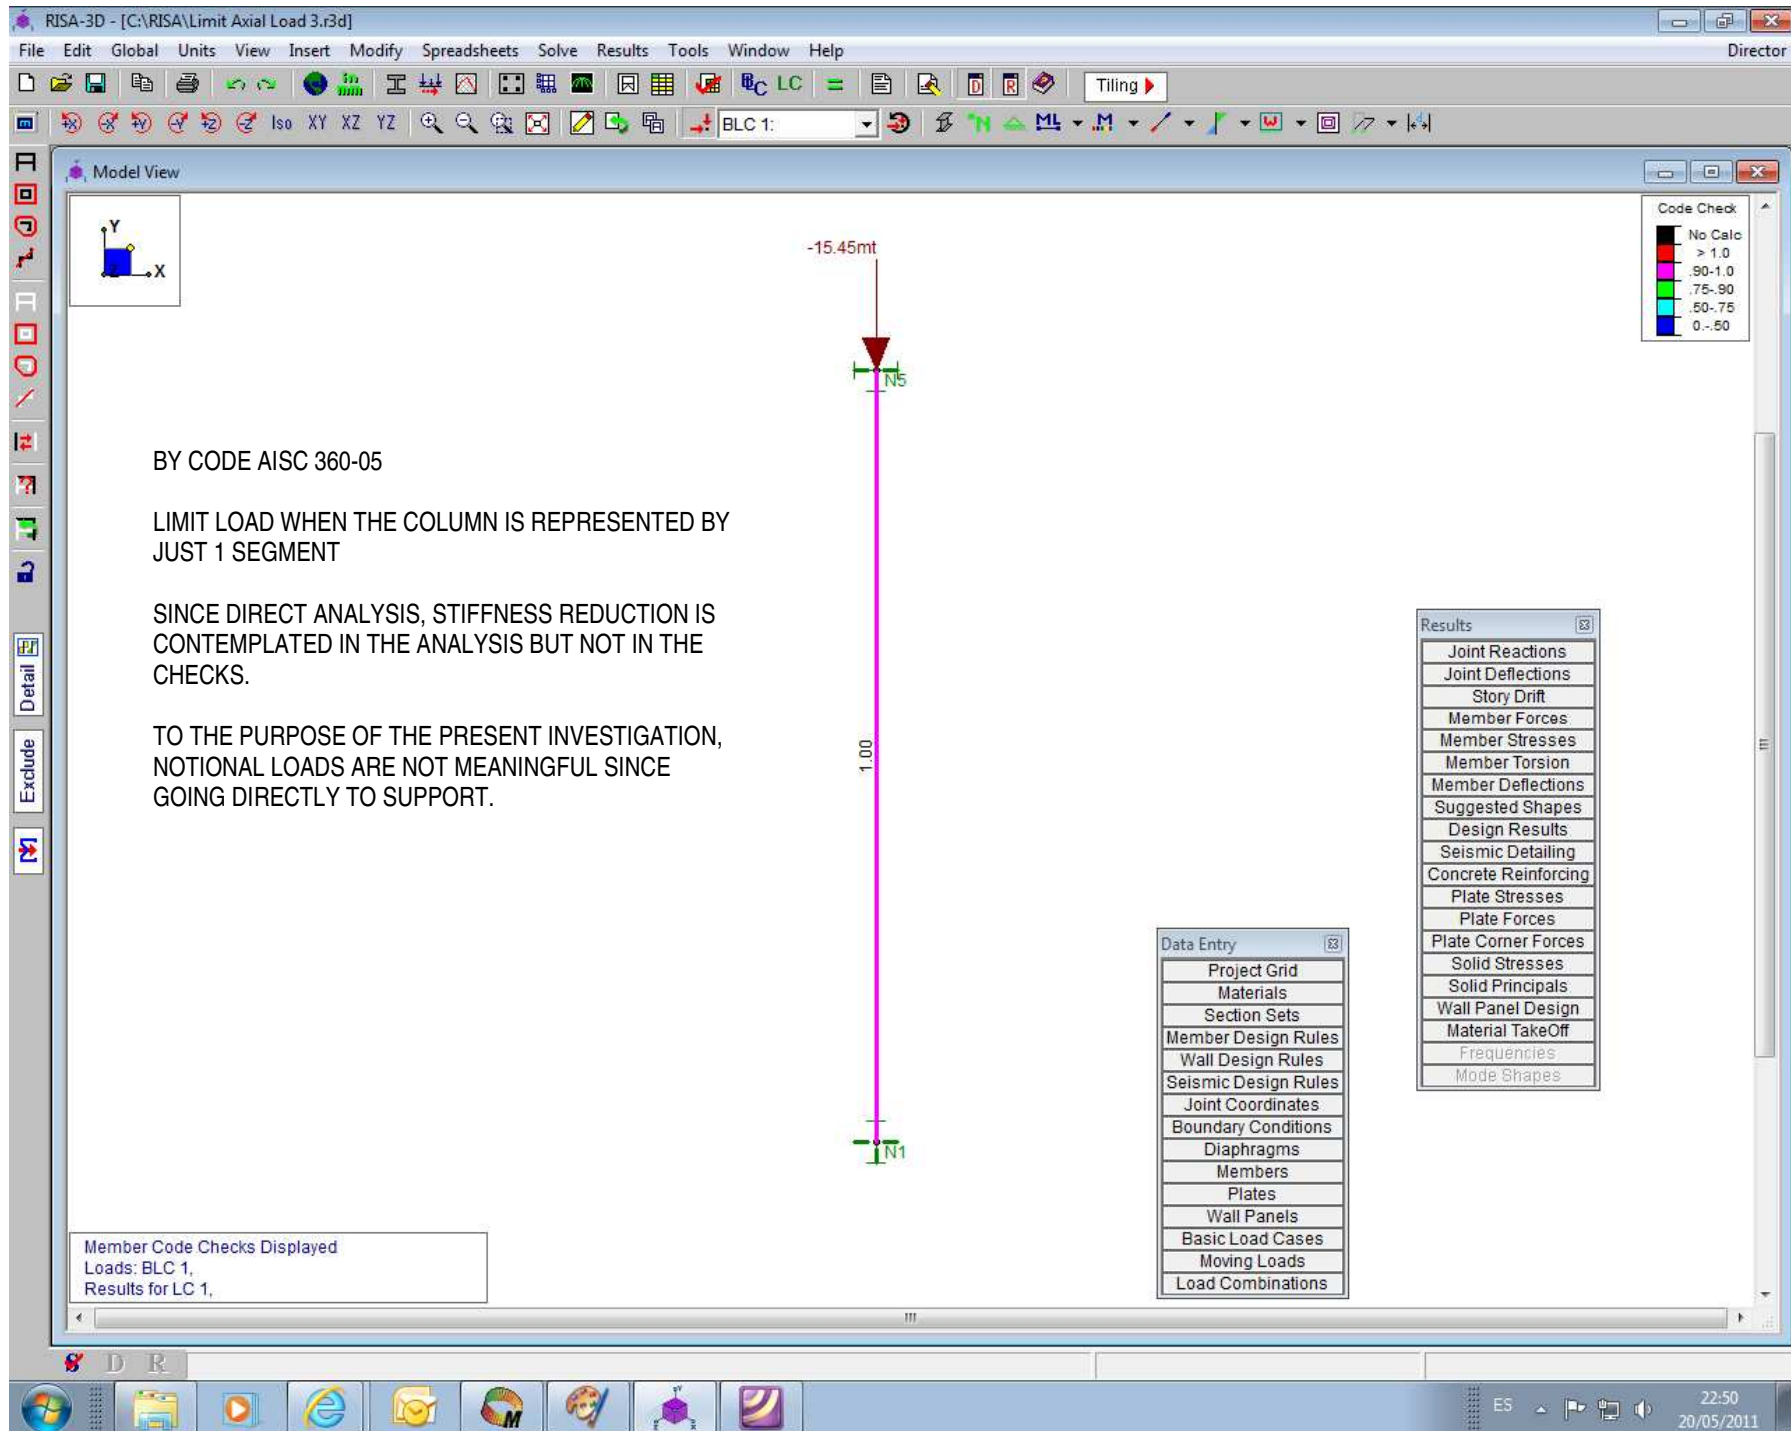 RISA-3D - [C:\RISA\Limit Axial Load 3.r3d]
File Edit Global Units View Insert Modify Spreadsheets Solve Results Tools Window Help Director
LC = Tiling
Iso XY XZ YZ BLC 1:
Model View
Y
Z X
-15.45mt
N5
Code Check
No Calc
> 1.0
.90-1.0
.75-.90
.50-.75
0.-.50
BY CODE AISC 360-05
LIMIT LOAD WHEN THE COLUMN IS REPRESENTED BY
JUST 1 SEGMENT
SINCE DIRECT ANALYSIS, STIFFNESS REDUCTION IS
CONTEMPLATED IN THE ANALYSIS BUT NOT IN THE
CHECKS.
TO THE PURPOSE OF THE PRESENT INVESTIGATION,
NOTIONAL LOADS ARE NOT MEANINGFUL SINCE
GOING DIRECTLY TO SUPPORT.
1.00
N1
Detail
Exclude
Results
Joint Reactions
Joint Deflections
Story Drift
Member Forces
Member Stresses
Member Torsion
Member Deflections
Suggested Shapes
Design Results
Seismic Detailing
Concrete Reinforcing
Plate Stresses
Plate Forces
Plate Corner Forces
Solid Stresses
Solid Principals
Wall Panel Design
Material TakeOff
Frequencies
Mode Shapes
Data Entry
Project Grid
Materials
Section Sets
Member Design Rules
Wall Design Rules
Seismic Design Rules
Joint Coordinates
Boundary Conditions
Diaphragms
Members
Plates
Wall Panels
Basic Load Cases
Moving Loads
Load Combinations
Member Code Checks Displayed
Loads: BLC 1,
Results for LC 1,
S D R
ES
22:50
20/05/2011